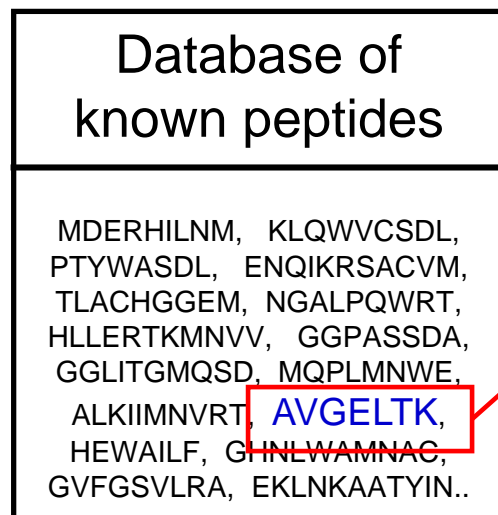 Database of
known peptides
MDERHILNM, KLQWVCSDL,
PTYWASDL, ENQIKRSACVM,
TLACHGGEM, NGALPQWRT,
HLLERTKMNVV, GGPASSDA,
GGLITGMQSD, MQPLMNWE,
ALKIIMNVRT, AVGELTK,
HEWAILF, GHNLWAMNAC,
GVFGSVLRA, EKLNKAATYIN..